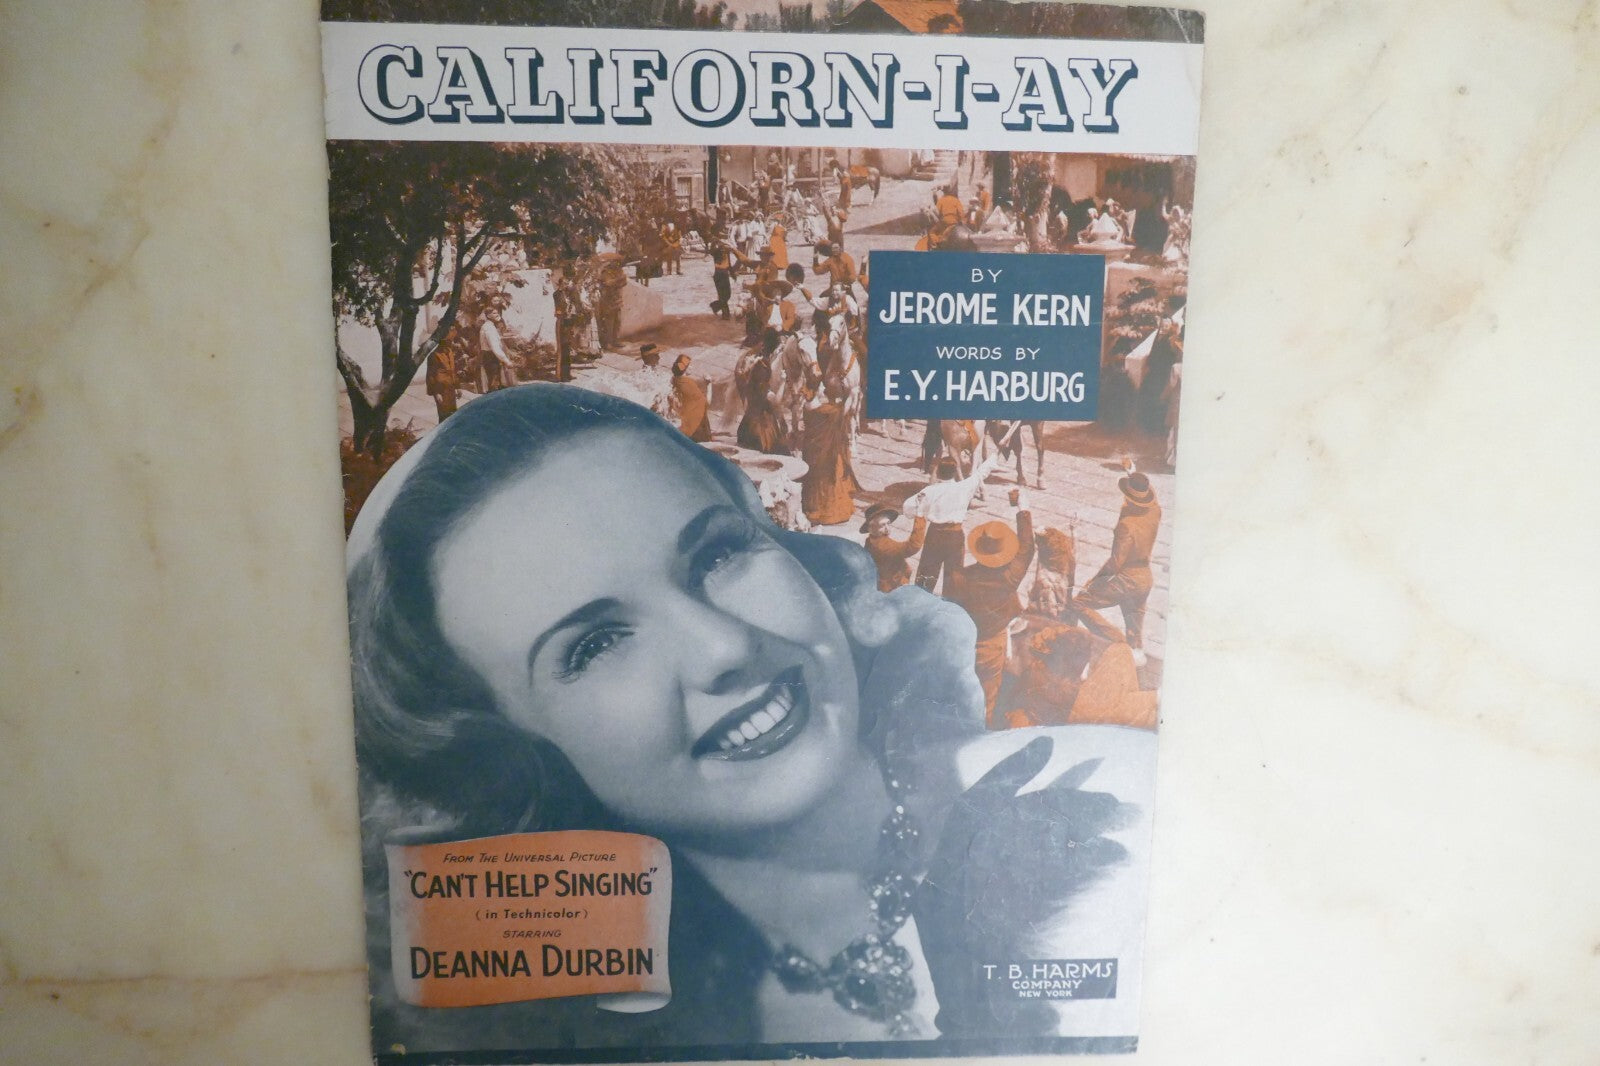 CALIFORN-I-AY
BY
JEROME KERN
WORDS BY
E.Y. HARBURG
FROM THE UNIVERSAL PICTURE
"CAN'T HELP SINGING"
(in Technicolor)
STARRING
DEANNA DURBIN
T. B. HARMS
COMPANY
NEW YORK